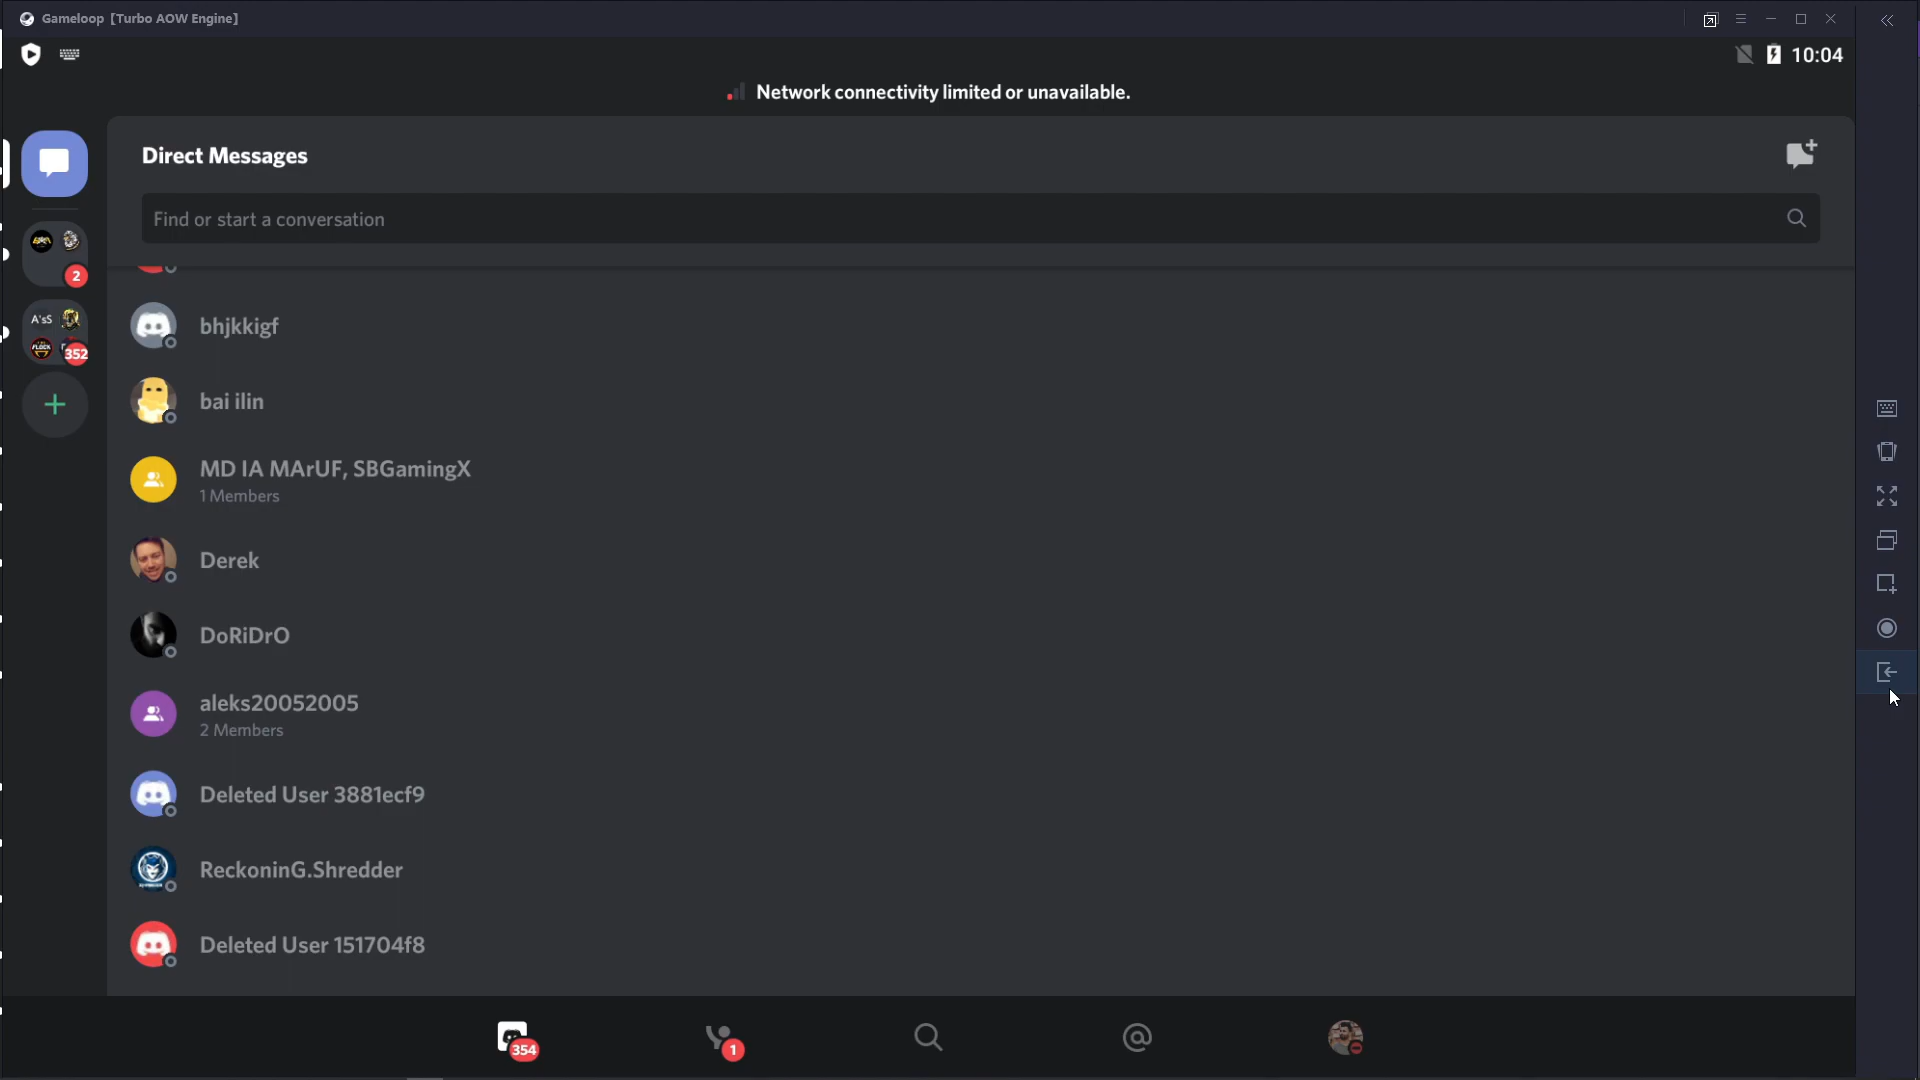 Gameloop [Turbo AOW Engine]
10:04
Network connectivity limited or unavailable.
Direct Messages
Find or start a conversation
2
bhjkkigf
A'sS
FLOCK
352
bai ilin
MD IA MArUF, SBGamingX
1 Members
Derek
DoRiDrO
aleks20052005
2 Members
Deleted User 3881ecf9
ReckoninG.Shredder
Deleted User 151704f8
354
1